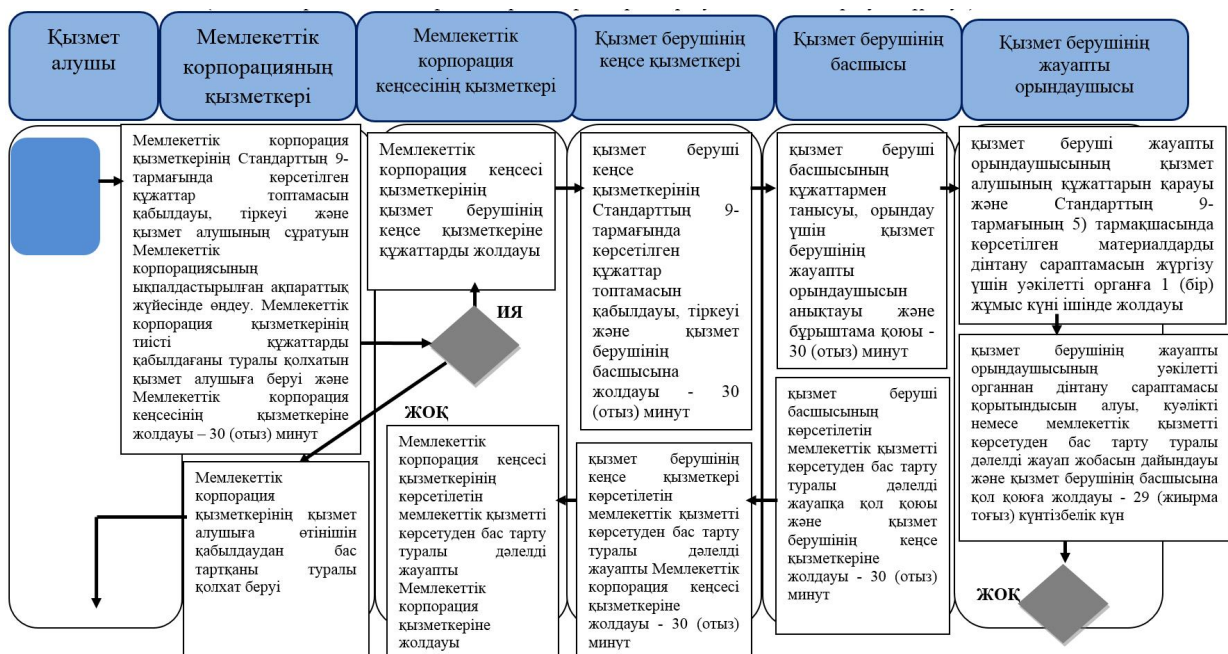 Қызмет
алушы
Мемлекеттік
корпорацияның
қызметкері
Мемлекеттік
корпорация
кеңсесінің қызметкері
Қызмет берушінің
кеңсе қызметкері
Қызмет берушінің
басшысы
Қызмет берушінің
жауапты
орындаушысы
Мемлекеттік корпорация
қызметкерінің Стандарттың 9-
тармағында көрсетілген
құжаттар топтамасын
қабылдауы, тіркеуі және
қызмет алушының сұратуын
Мемлекеттік
корпорациясының
ықпалдастырылған ақпараттық
жүйесінде өңдеу. Мемлекеттік
корпорация қызметкерінің
тиісті құжаттарды
қабылдағаны туралы қолхатын
қызмет алушыға беруі және
Мемлекеттік корпорация
кеңсесінің қызметкеріне
жолдауы – 30 (отыз) минут
Мемлекеттік
корпорация кеңсесі
қызметкерінің
қызмет берушінің
кеңсе қызметкеріне
құжаттарды жолдауы
ИЯ
ЖОҚ
қызмет беруші
кеңсе
қызметкерінің
Стандарттың 9-
тармағында
көрсетілген
құжаттар
топтамасын
қабылдауы, тіркеуі
және қызмет
берушінің
басшысына
жолдауы - 30
(отыз) минут
қызмет беруші
басшысының
құжаттармен
танысуы, орындау
үшін қызмет
берушінің
жауапты
орындаушысын
анықтауы және
бұрыштама қоюы -
30 (отыз) минут
қызмет беруші жауапты
орындаушысының қызмет
алушының құжаттарын қарауы
және Стандарттың 9-
тармағының 5) тармақшасында
көрсетілген материалдарды
дінтану сараптамасын жүргізу
үшін уәкілетті органға 1 (бір)
жұмыс күні ішінде жолдауы
қызмет берушінің жауапты
орындаушысының уәкілетті
органнан дінтану сараптамасы
қорытындысын алуы, куәлікті
немесе мемлекеттік қызметті
көрсетуден бас тарту туралы
дәлелді жауап жобасын дайындауы
және қызмет берушінің басшысына
қол қоюға жолдауы - 29 (жиырма
тоғыз) күнтізбелік күн
ЖОҚ
қызмет беруші
басшысының
көрсетілетін
мемлекеттік қызметті
көрсетуден бас тарту
туралы дәлелді
жауапқа қол қоюы
және қызмет
берушінің кеңсе
қызметкеріне
жолдауы - 30 (отыз)
минут
қызмет берушінің
кеңсе қызметкері
көрсетілетін
мемлекеттік қызметті
көрсетуден бас тарту
туралы дәлелді
жауапты Мемлекеттік
корпорация кеңсесі
қызметкеріне
жолдауы - 30 (отыз)
минут
Мемлекеттік
корпорация кеңсесі
қызметкерінің
көрсетілетін
мемлекеттік қызметті
көрсетуден бас тарту
туралы дәлелді
жауапты
Мемлекеттік
корпорация
қызметкеріне
жолдауы
Мемлекеттік
корпорация
қызметкерінің қызмет
алушыға өтінішін
қабылдаудан бас
тартқаны туралы
қолхат беруі